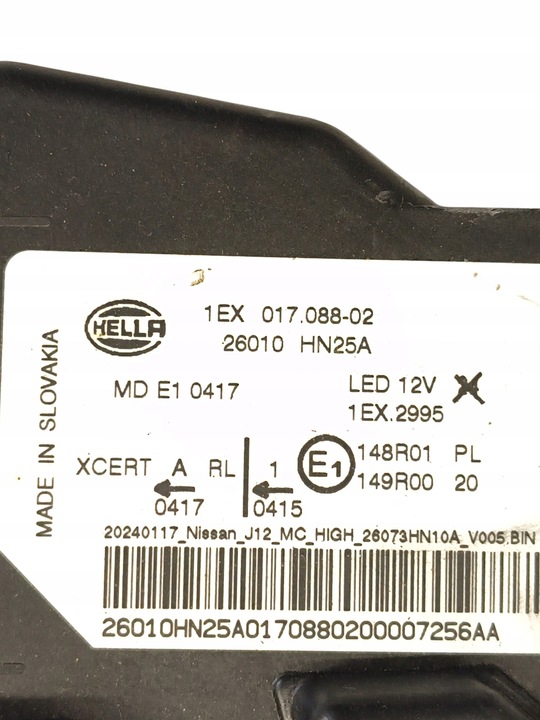 HELLA
1EX 017.088-02
26010 HN25A
MADE IN SLOVAKIA
MD E1 0417
LED 12V
1EX.2995
XCERT A RL 1
0417 0415
E1
148R01 PL
149R00 20
20240117_Nissan_J12_MC_HIGH_26073HN10A_V005.BIN
26010HN25A0170880200007256AA